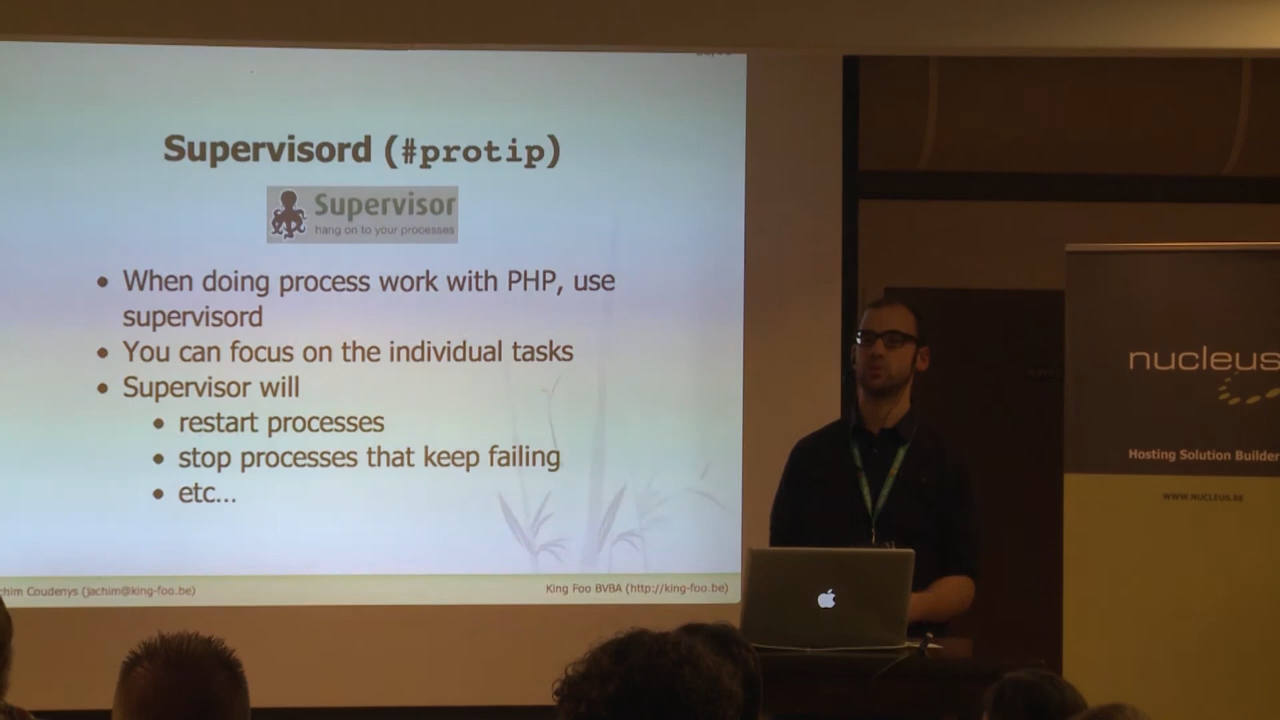 Supervisord (#protip)
Supervisor
hang on to your processes
• When doing process work with PHP, use
supervisord
• You can focus on the individual tasks
• Supervisor will
• restart processes
• stop processes that keep failing
• etc...
chim Coudenys (jachim@king-foo.be)
King Foo BVBA (http://king-foo.be)
nucleus
Hosting Solution Builder
WWW.NUCLEUS.BE